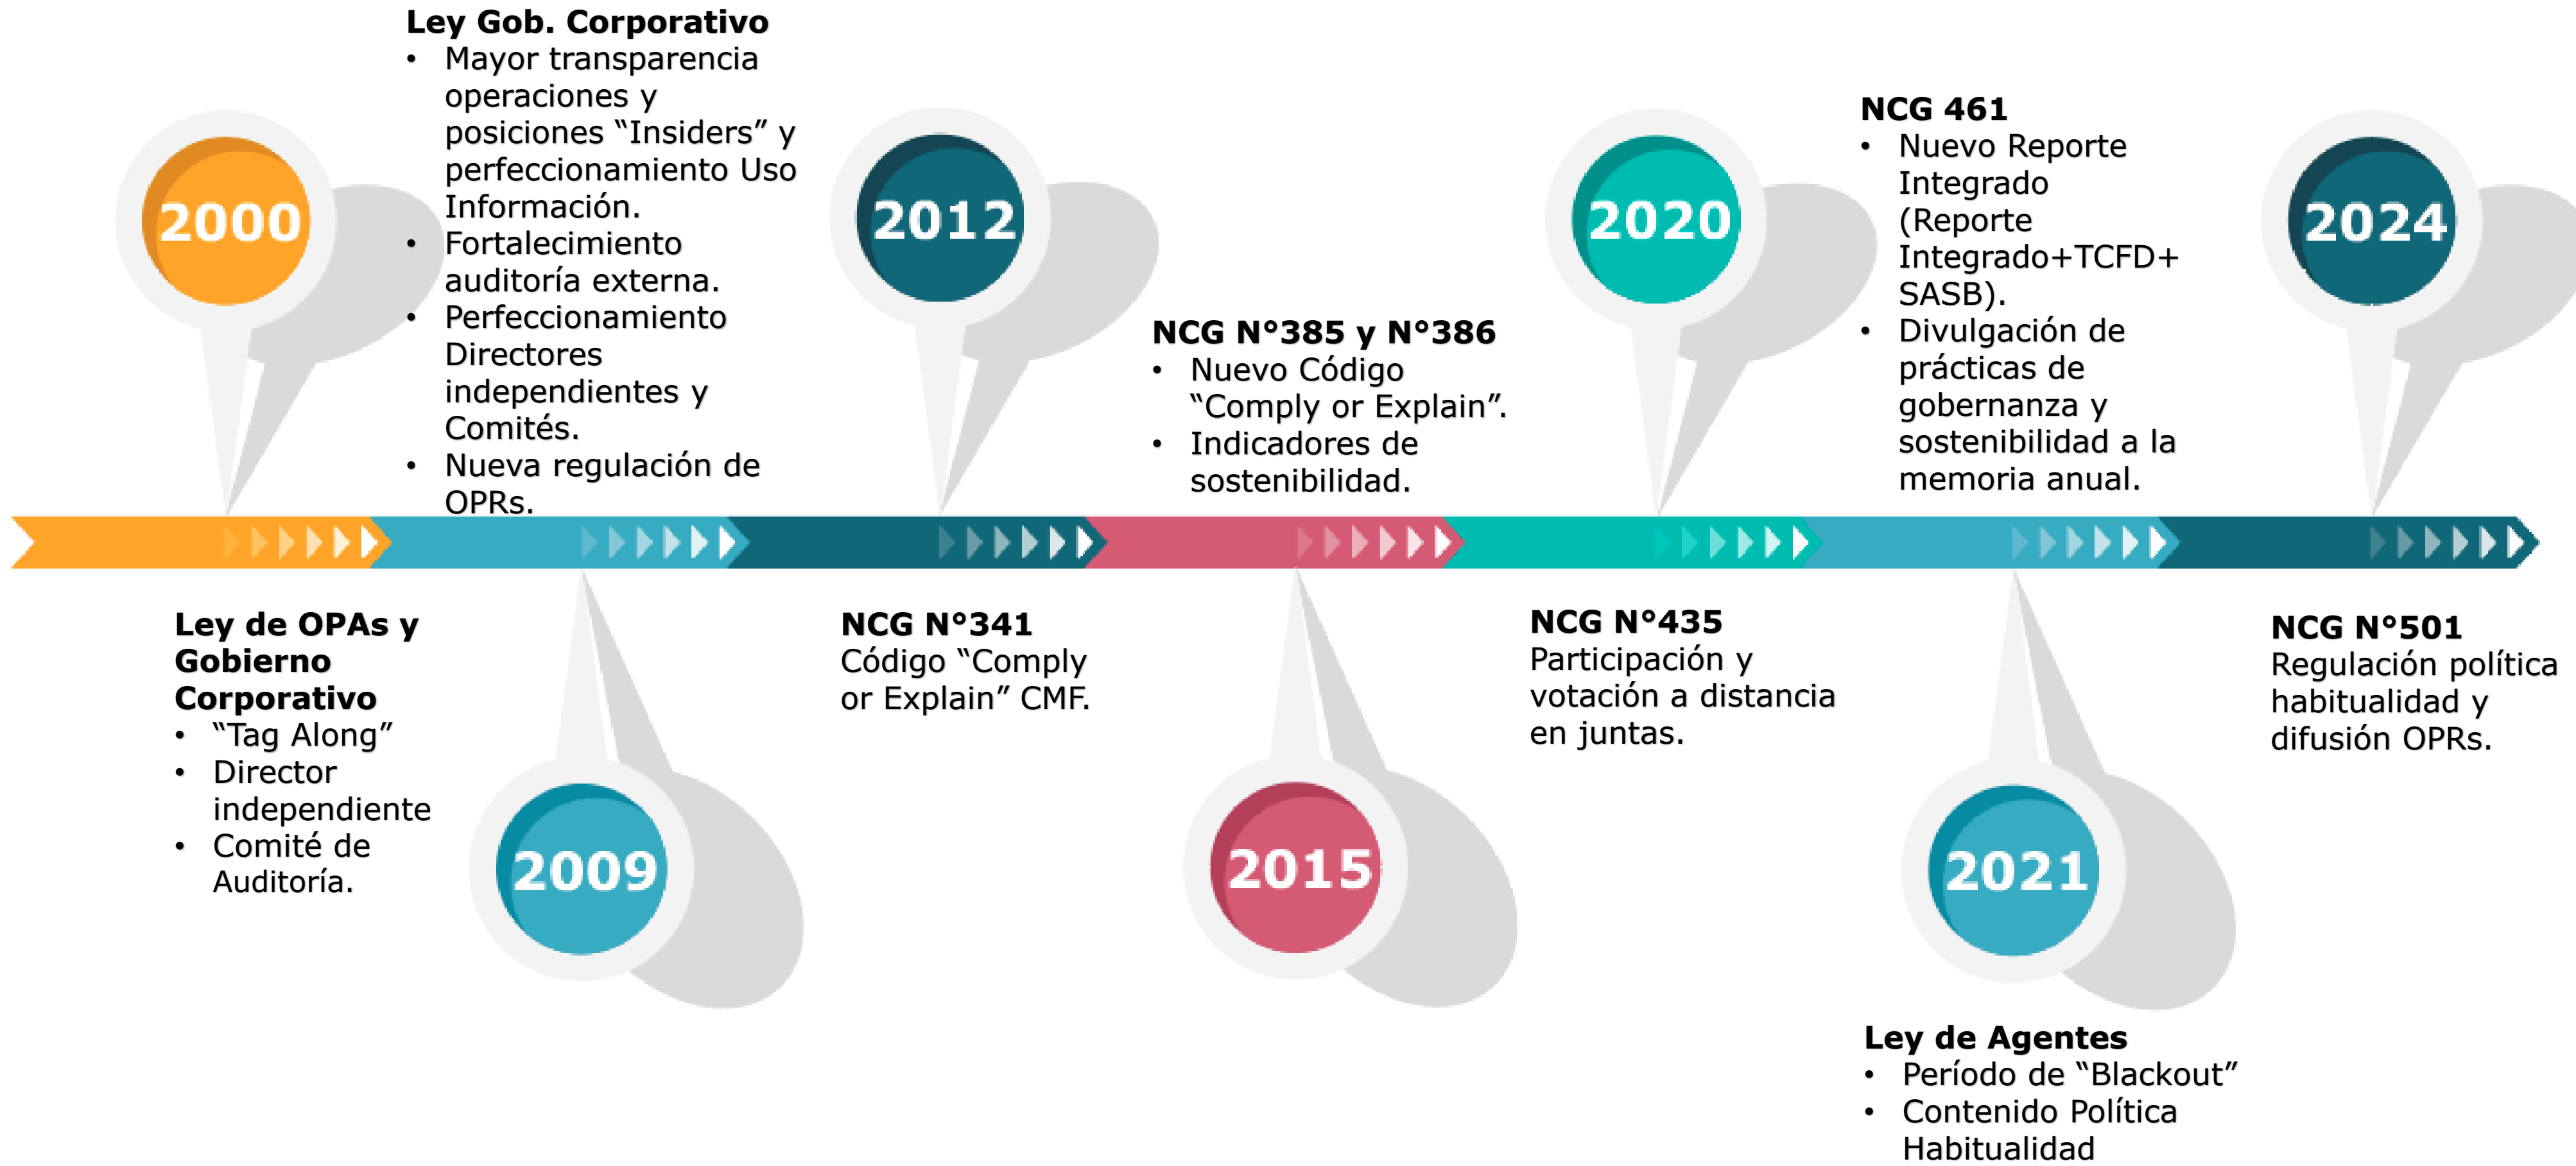 2000
Ley de OPAs y
Gobierno
Corporativo
• “Tag Along”
• Director
independiente
• Comité de
Auditoría.
Ley Gob. Corporativo
• Mayor transparencia
operaciones y
posiciones “Insiders” y
perfeccionamiento Uso
Información.
• Fortalecimiento
auditoría externa.
• Perfeccionamiento
Directores
independientes y
Comités.
• Nueva regulación de
OPRs.
2009
2012
NCG N°341
Código “Comply
or Explain” CMF.
NCG N°385 y N°386
• Nuevo Código
“Comply or Explain”.
• Indicadores de
sostenibilidad.
2015
2020
NCG N°435
Participación y
votación a distancia
en juntas.
NCG 461
• Nuevo Reporte
Integrado
(Reporte
Integrado+TCFD+
SASB).
• Divulgación de
prácticas de
gobernanza y
sostenibilidad a la
memoria anual.
2021
Ley de Agentes
• Período de “Blackout”
• Contenido Política
Habitualidad
2024
NCG N°501
Regulación política
habitualidad y
difusión OPRs.